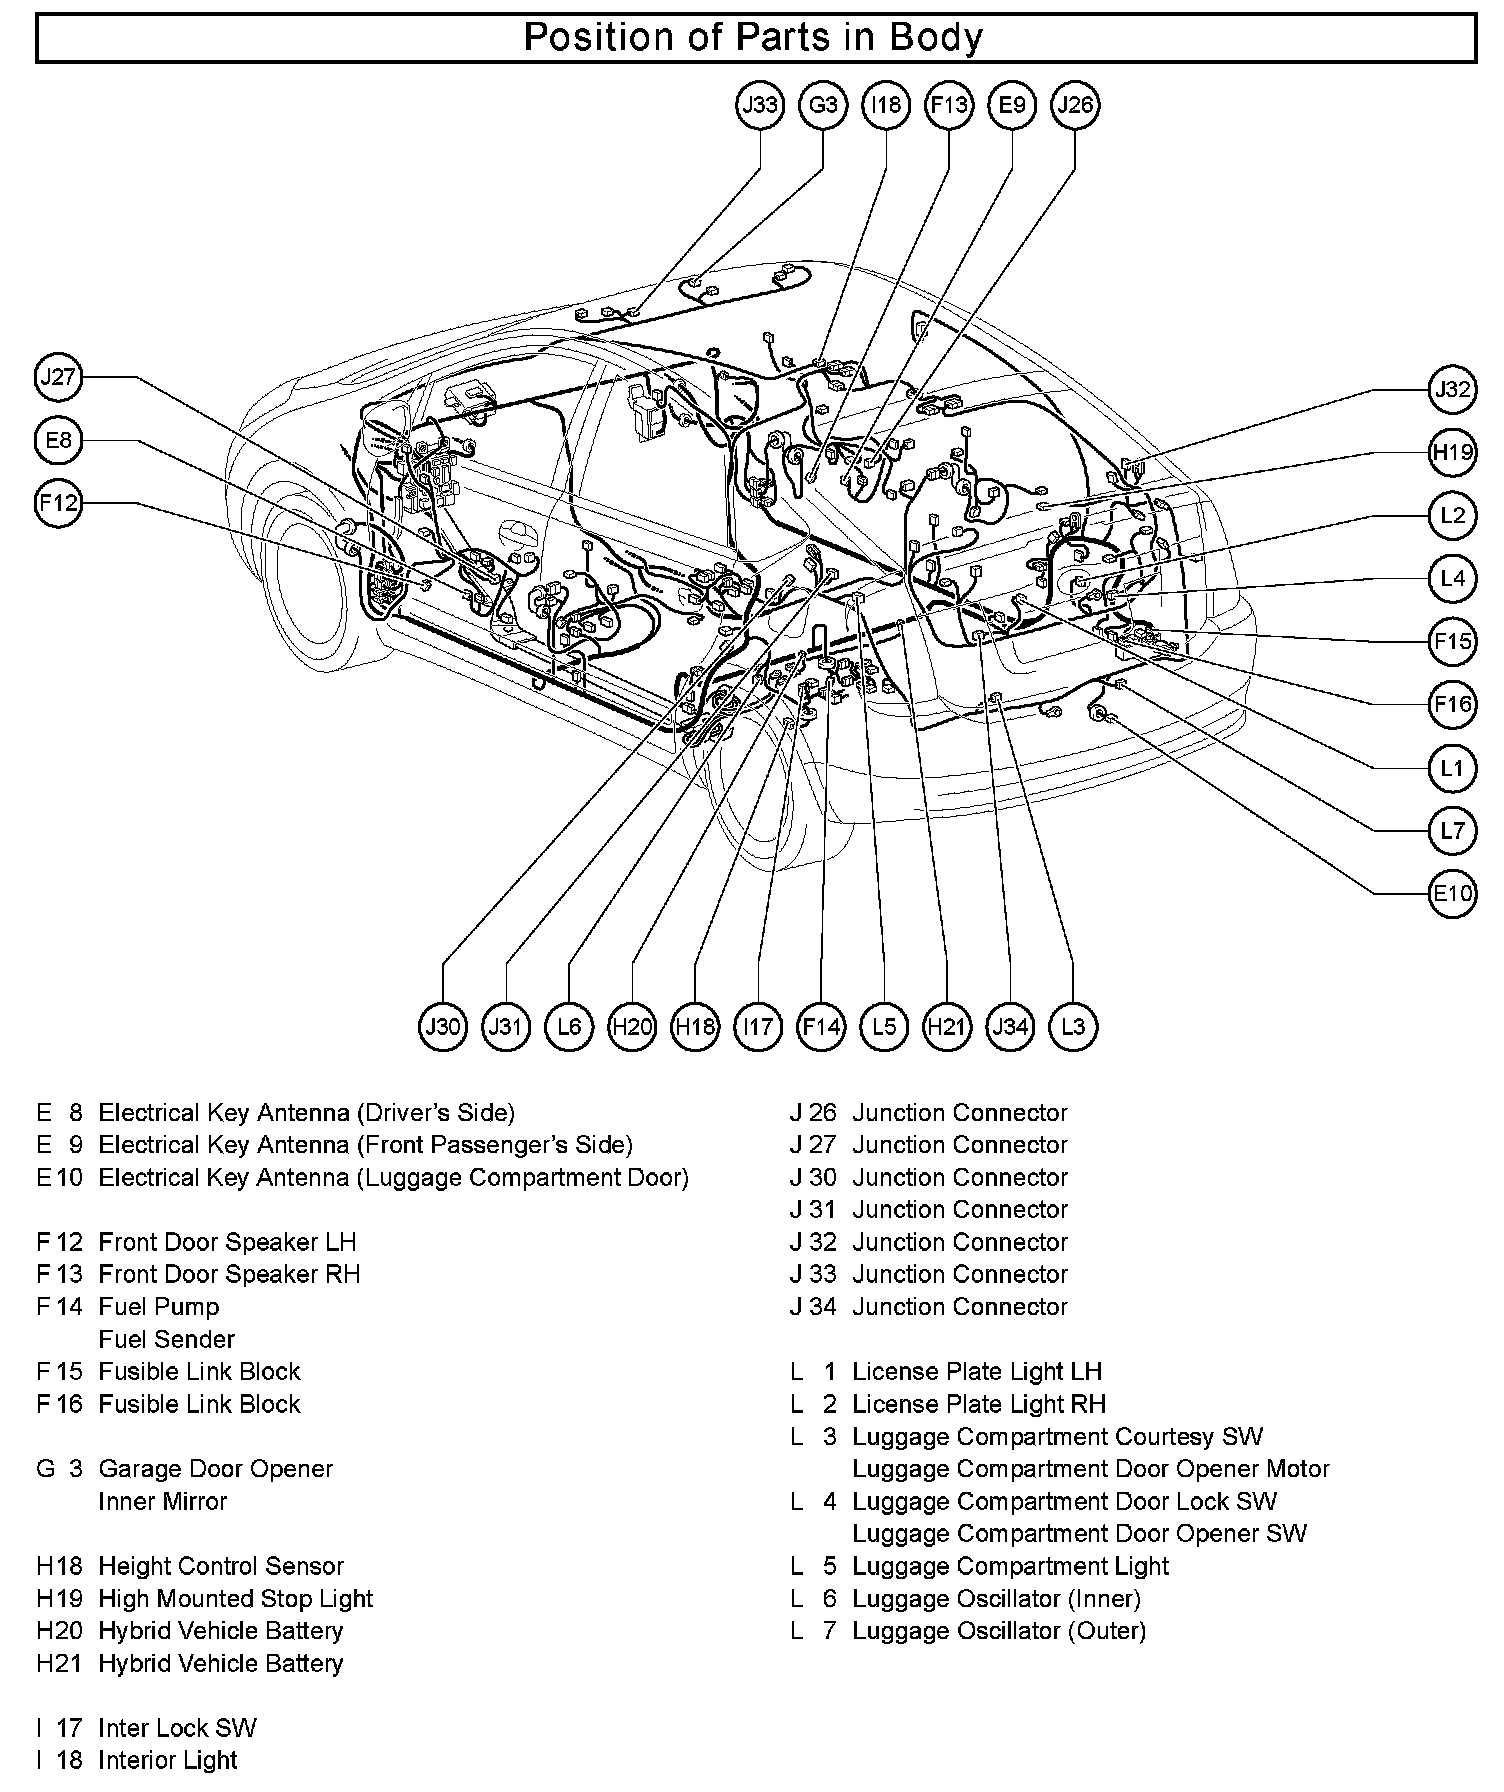 Position of Parts in Body
J33 G3 I18 F13 E9 J26
J27
E8
F12
J32
H19
L2
L4
F15
F16
L1
L7
E10
J30 J31 L6 H20 H18 I17 F14 L5 H21 J34 L3
E 8 Electrical Key Antenna (Driver's Side)
E 9 Electrical Key Antenna (Front Passenger's Side)
E 10 Electrical Key Antenna (Luggage Compartment Door)
F 12 Front Door Speaker LH
F 13 Front Door Speaker RH
F 14 Fuel Pump
Fuel Sender
F 15 Fusible Link Block
F 16 Fusible Link Block
G 3 Garage Door Opener
Inner Mirror
H18 Height Control Sensor
H19 High Mounted Stop Light
H20 Hybrid Vehicle Battery
H21 Hybrid Vehicle Battery
I 17 Inter Lock SW
I 18 Interior Light
J 26 Junction Connector
J 27 Junction Connector
J 30 Junction Connector
J 31 Junction Connector
J 32 Junction Connector
J 33 Junction Connector
J 34 Junction Connector
L 1 License Plate Light LH
L 2 License Plate Light RH
L 3 Luggage Compartment Courtesy SW
Luggage Compartment Door Opener Motor
L 4 Luggage Compartment Door Lock SW
Luggage Compartment Door Opener SW
L 5 Luggage Compartment Light
L 6 Luggage Oscillator (Inner)
L 7 Luggage Oscillator (Outer)